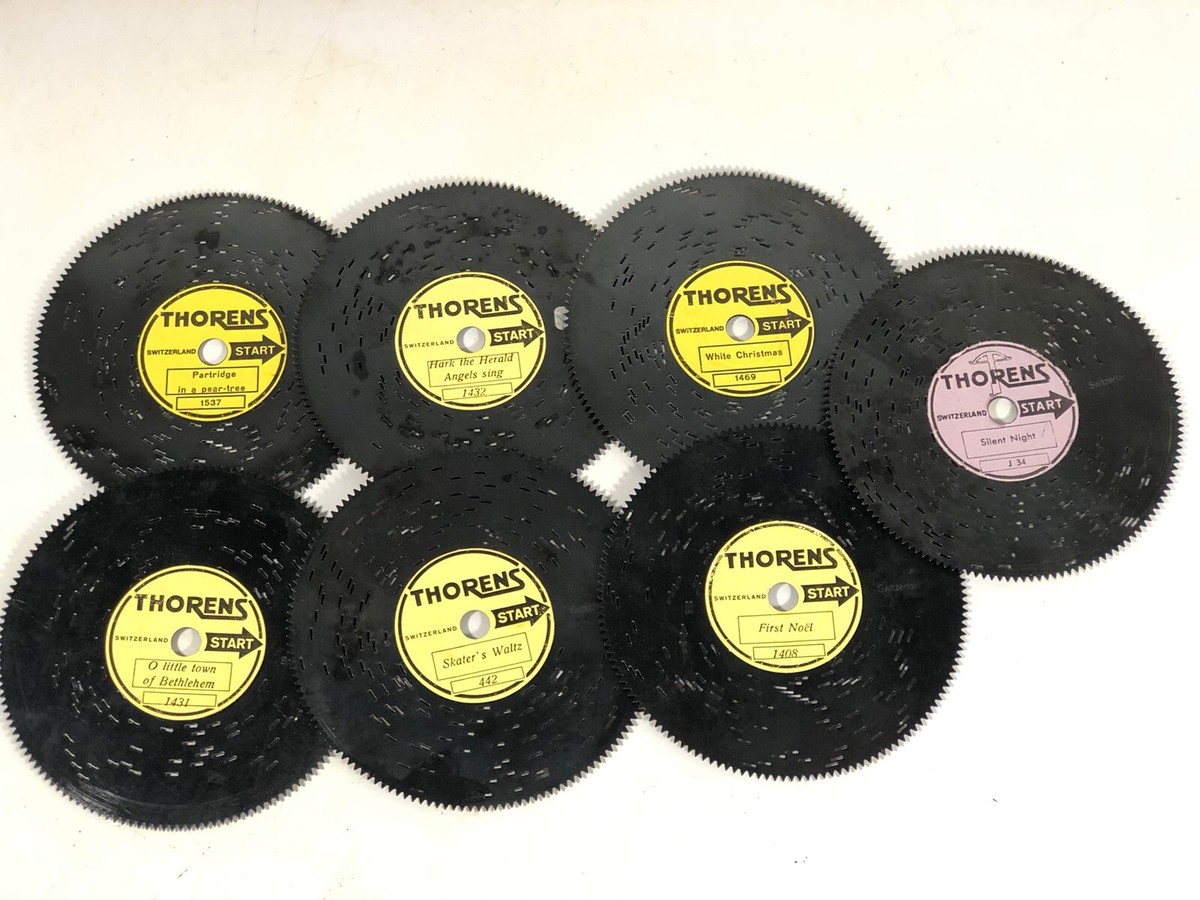 THORENS
SWITZERLAND START
Partridge
in a pear-tree
1537
THORENS
SWITZERLAND START
Hark the Herald
Angels sing
1432
THORENS
SWITZERLAND START
White Christmas
1469
THORENS
SWITZERLAND START
Silent Night
J 34
THORENS
SWITZERLAND START
O little town
of Bethlehem
1431
THORENS
SWITZERLAND START
Skater's Waltz
442
THORENS
SWITZERLAND START
First Noël
1408